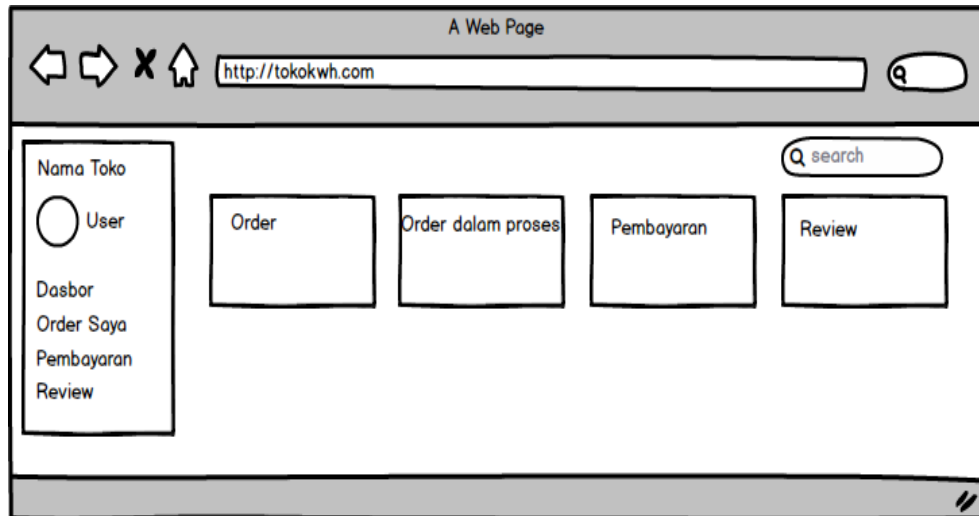 A Web Page
http://tokokwh.com
search
Nama Toko
User
Dasbor
Order Saya
Pembayaran
Review
Order
Order dalam proses
Pembayaran
Review